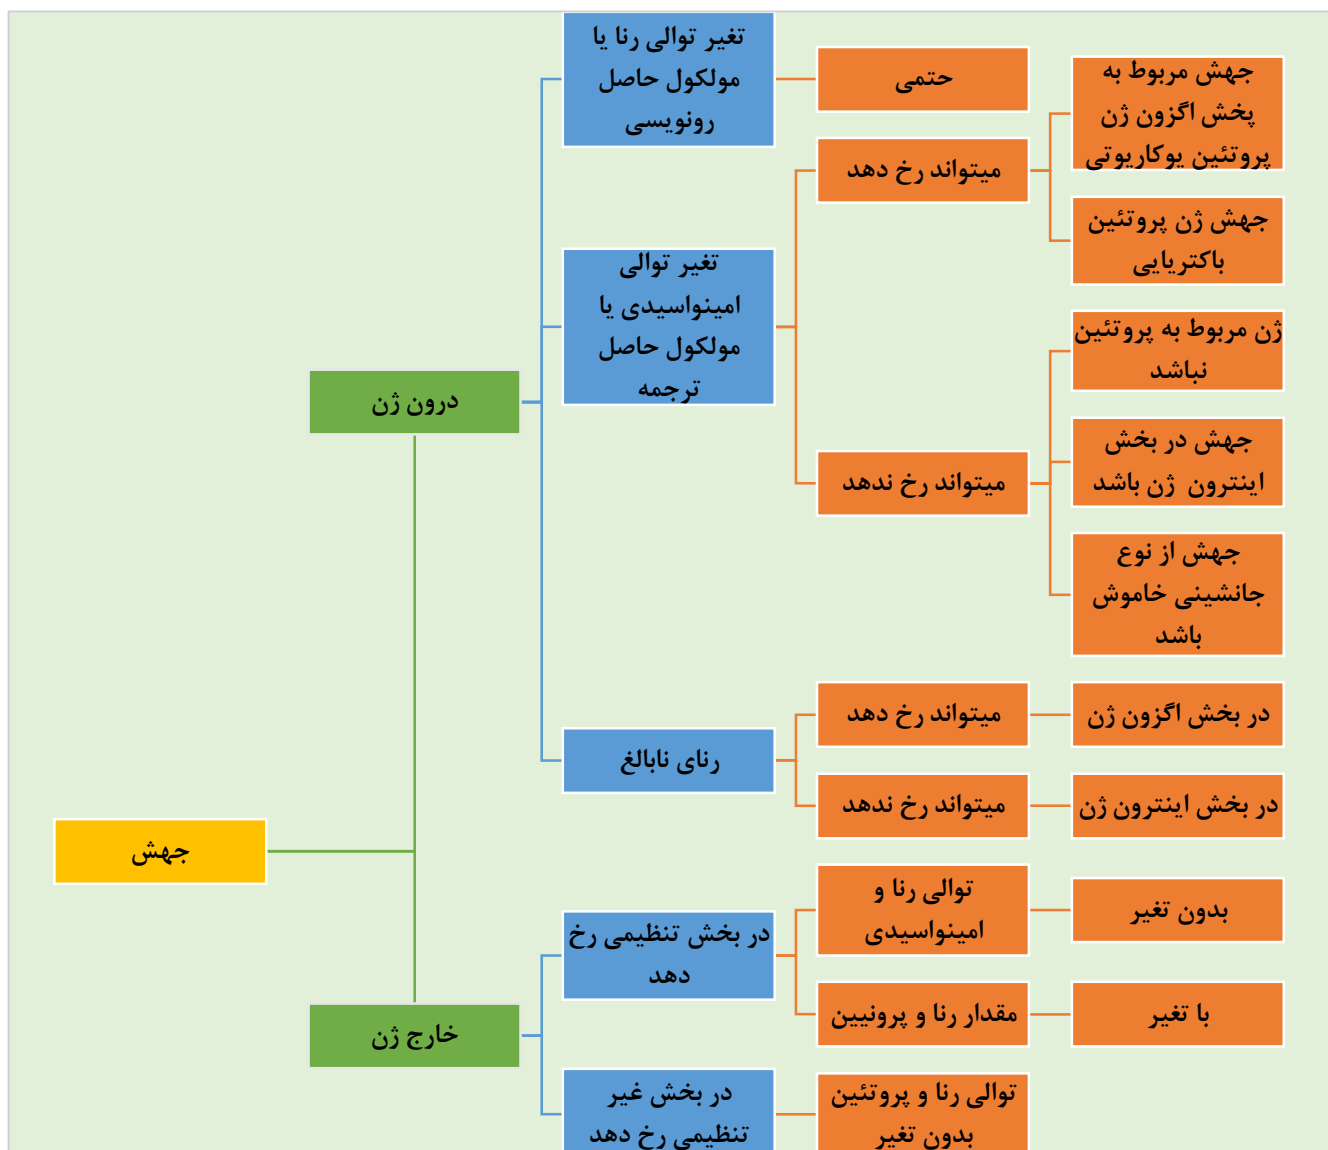 جهش
درون ژن
تغیر توالی رنا یا
مولکول حاصل
رونویسی
حتمی
تغیر توالی
امینواسیدی یا
مولکول حاصل
ترجمه
میتواند رخ دهد
جهش مربوط به
پخش اگزون ژن
پروتئین یوکاریوتی
جهش ژن پروتئین
باکتریایی
میتواند رخ ندهد
ژن مربوط به پروتئین
نباشد
جهش در بخش
اینترون ژن باشد
جهش از نوع
جانشینی خاموش
باشد
رنای نابالغ
میتواند رخ دهد
در بخش اگزون ژن
میتواند رخ ندهد
در بخش اینترون ژن
خارج ژن
در بخش تنظیمی رخ
دهد
توالی رنا و
امینواسیدی
بدون تغیر
مقدار رنا و پرونیین
با تغیر
در بخش غیر
تنظیمی رخ دهد
توالی رنا و پروتئین
بدون تغیر